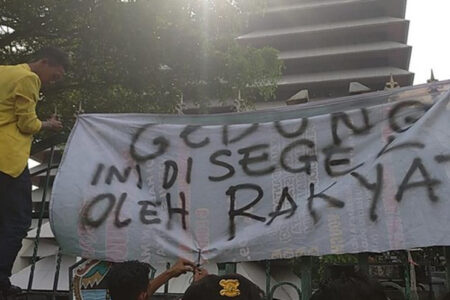 GEDUNG
INI DISEGEL
OLEH RAKYAT